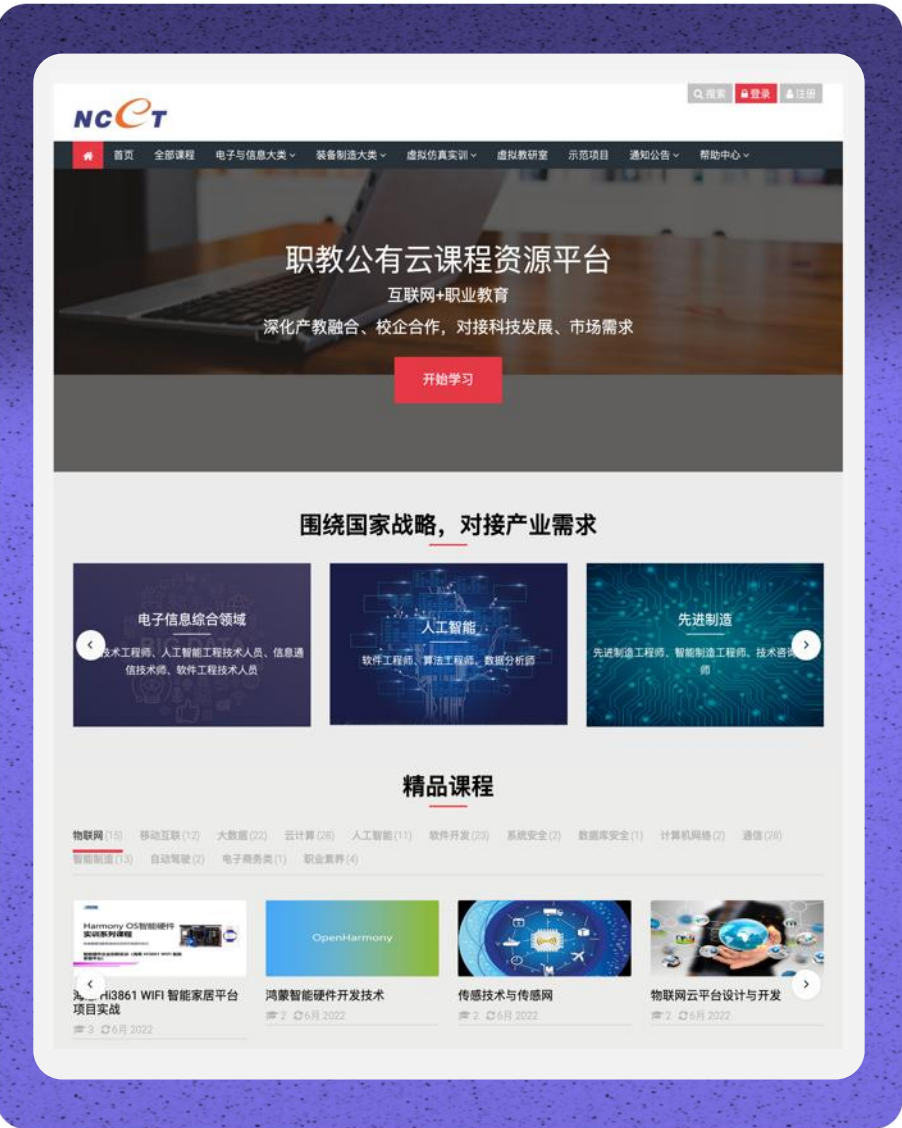 搜索 登录 注册
NCeT
首页 全部课程 电子与信息大类 装备制造大类 虚拟仿真实训 虚拟教研室 示范项目 通知公告 帮助中心
职教公有云课程资源平台
互联网+职业教育
深化产教融合、校企合作，对接科技发展、市场需求
开始学习
围绕国家战略，对接产业需求
电子信息综合领域
技术工程师、人工智能工程技术人员、信息通
信技术师、软件工程技术人员
人工智能
软件工程师、算法工程师、数据分析师
先进制造
先进制造工程师、智能制造工程师、技术咨询
师
精品课程
物联网(15) 移动互联(12) 大数据(22) 云计算(26) 人工智能(11) 软件开发(23) 系统安全(2) 数据库安全(1) 计算机网络(2) 通信(26)
智能制造(13) 自动驾驶(2) 电子商务类(1) 职业素养(4)
Harmony OS智能硬件
实训系列课程
OpenHarmony
Hi3861 WIFI 智能家居平台
项目实战
3 6月 2022
鸿蒙智能硬件开发技术
2 6月 2022
传感技术与传感网
2 6月 2022
物联网云平台设计与开发
2 6月 2022